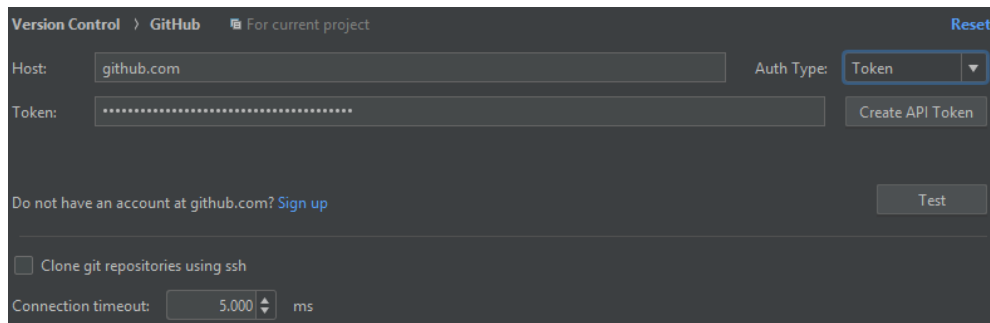 Version Control > GitHub For current project Reset
Host: github.com Auth Type: Token
Token: •••••••••••••••••••••••••••••••••••••••• Create API Token
Do not have an account at github.com? Sign up Test
Clone git repositories using ssh
Connection timeout: 5.000 ms